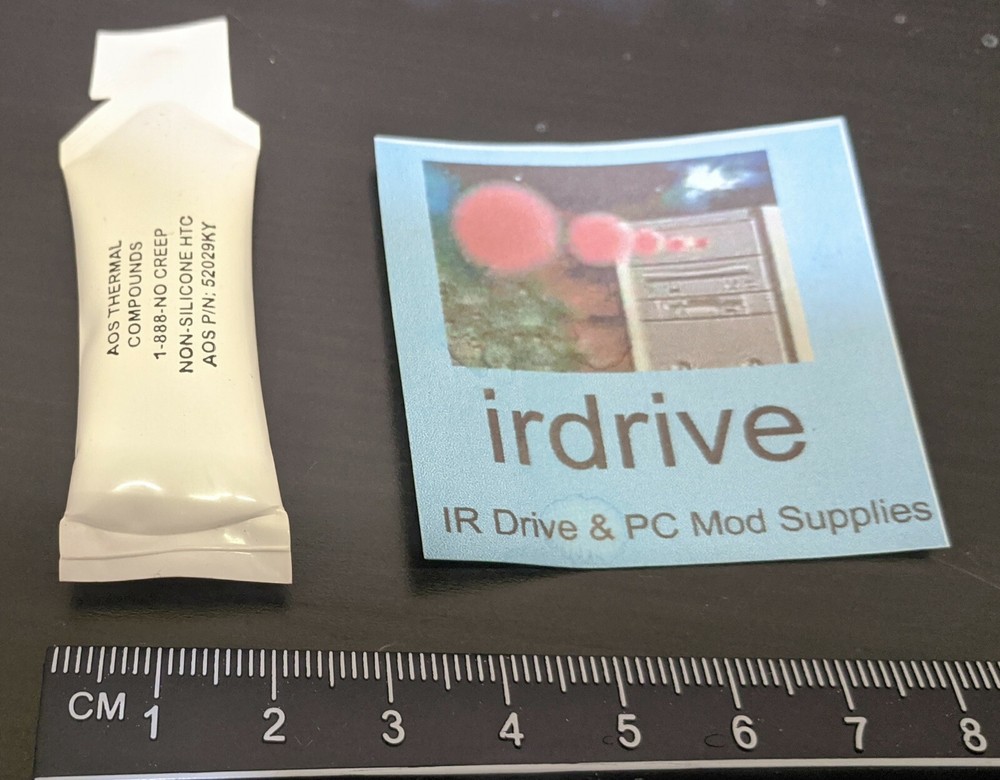 AOS THERMAL
COMPOUNDS
1-888-NO CREEP
NON-SILICONE HTC
AOS P/N: 52029KY
irdrive
IR Drive & PC Mod Supplies
CM 1 2 3 4 5 6 7 8